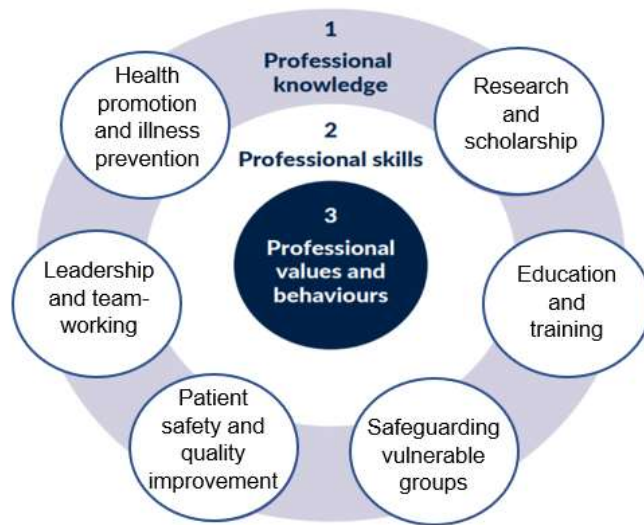 1
Professional
knowledge
Health
promotion
and illness
prevention
Research
and
scholarship
2
Professional skills
3
Professional
values and
behaviours
Leadership
and team-
working
Education
and
training
Patient
safety and
quality
improvement
Safeguarding
vulnerable
groups